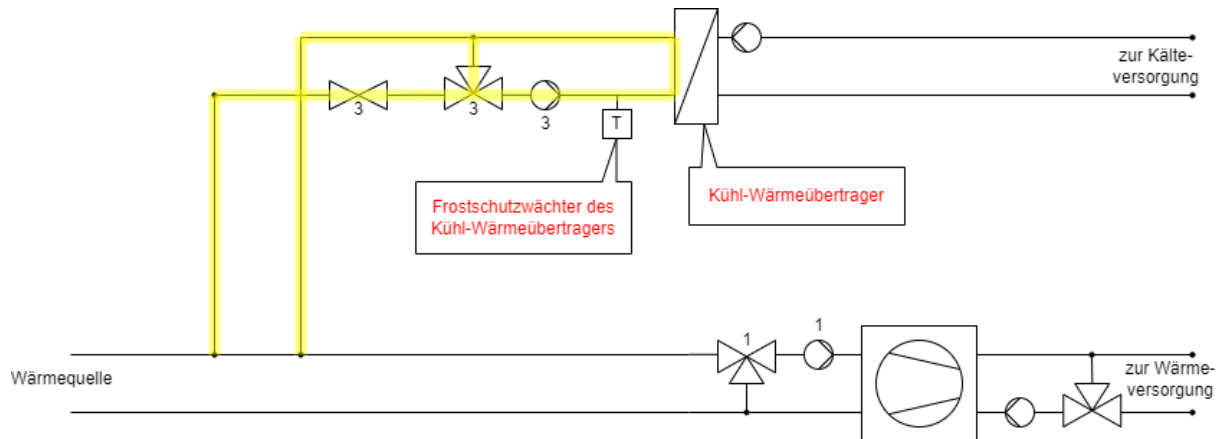 zur Kälte-
versorgung
3
3
3
T
Frostschutzwächter des
Kühl-Wärmeübertragers
Kühl-Wärmeübertrager
1
1
Wärmequelle
zur Wärme-
versorgung